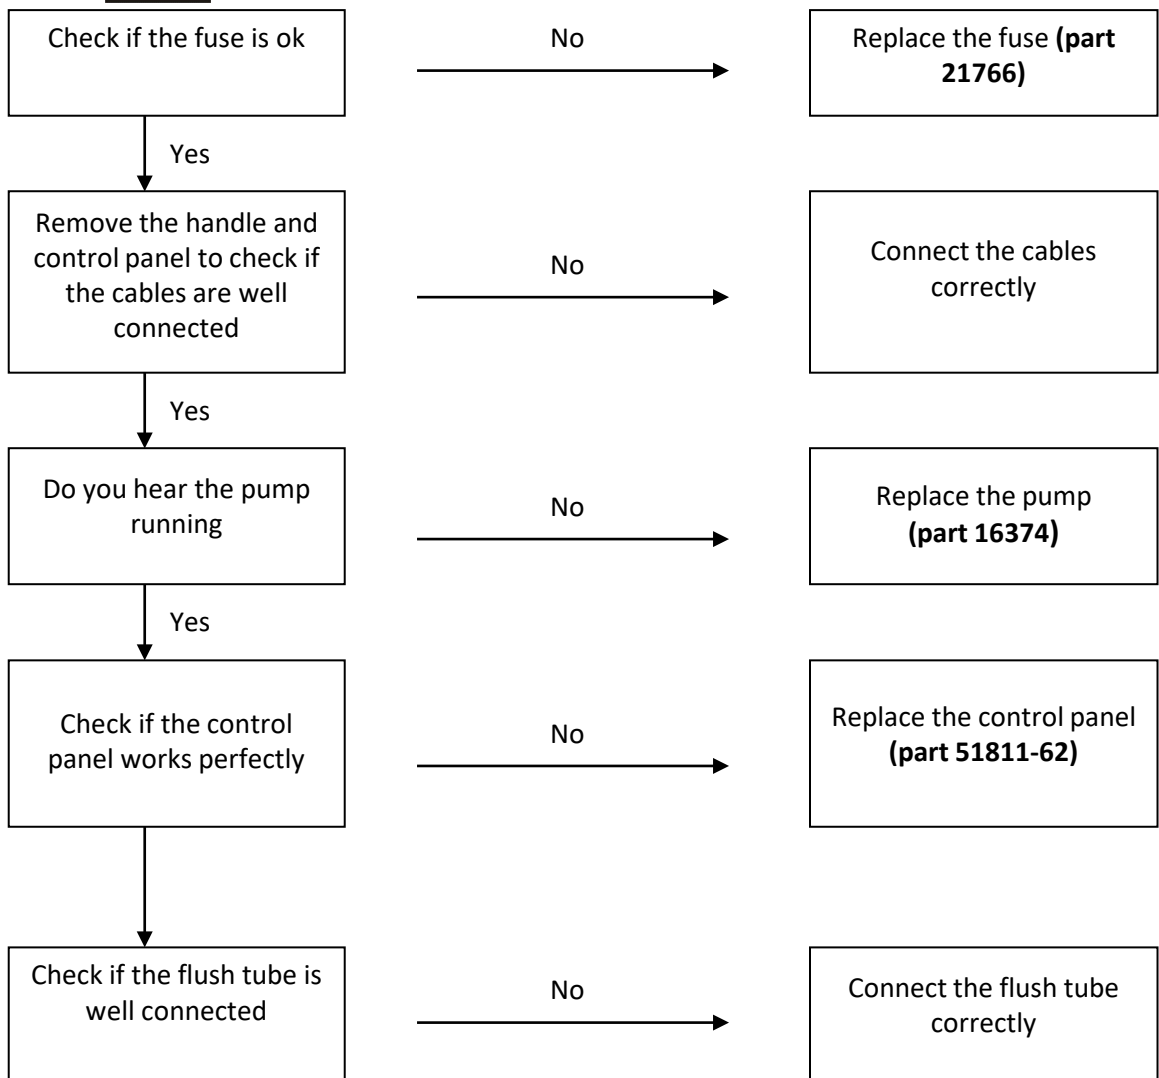 Check if the fuse is ok
No
Replace the fuse (part
21766)
Yes
Remove the handle and
control panel to check if
the cables are well
connected
No
Connect the cables
correctly
Yes
Do you hear the pump
running
No
Replace the pump
(part 16374)
Yes
Check if the control
panel works perfectly
No
Replace the control panel
(part 51811-62)
Check if the flush tube is
well connected
No
Connect the flush tube
correctly